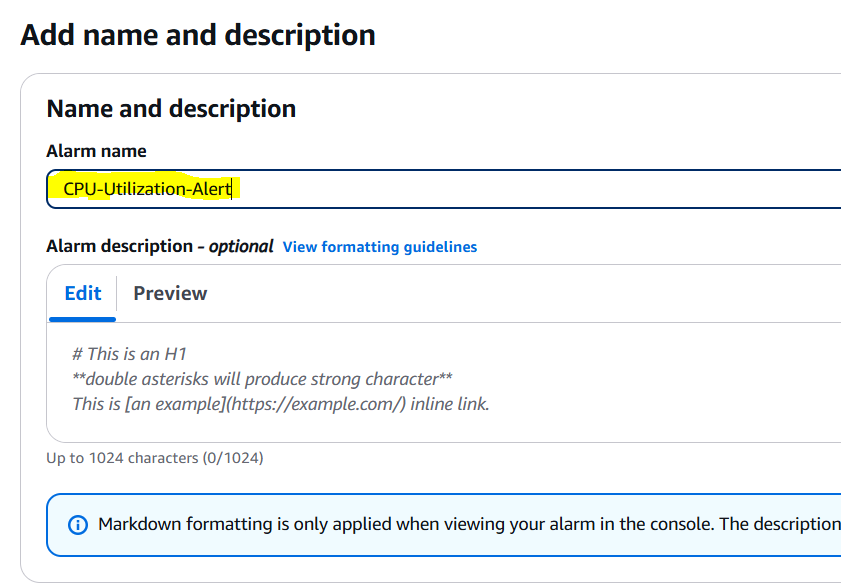 Add name and description
Name and description
Alarm name
CPU-Utilization-Alert
Alarm description - optional View formatting guidelines
Edit Preview
# This is an H1
**double asterisks will produce strong character**
This is [an example](https://example.com/) inline link.
Up to 1024 characters (0/1024)
Markdown formatting is only applied when viewing your alarm in the console. The description